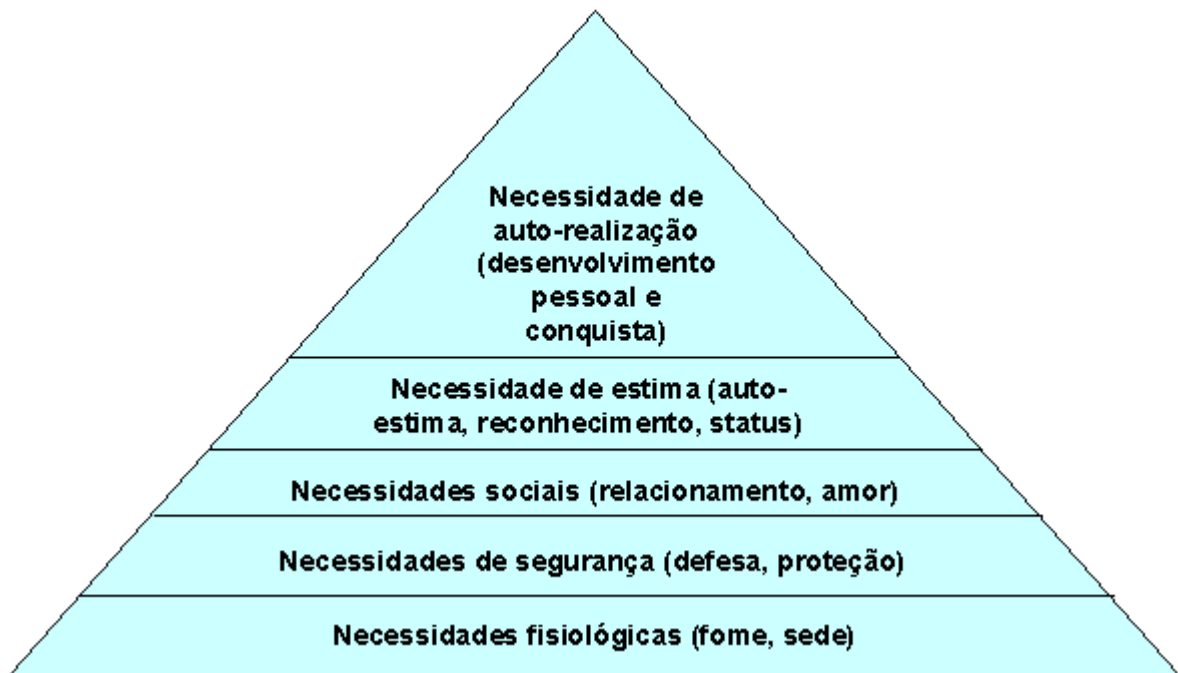 Necessidade de
auto-realização
(desenvolvimento
pessoal e
conquista)
Necessidade de estima (auto-
estima, reconhecimento, status)
Necessidades sociais (relacionamento, amor)
Necessidades de segurança (defesa, proteção)
Necessidades fisiológicas (fome, sede)